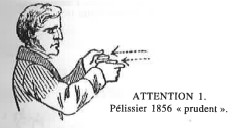 ATTENTION 1.
Pélissier 1856 « prudent ».